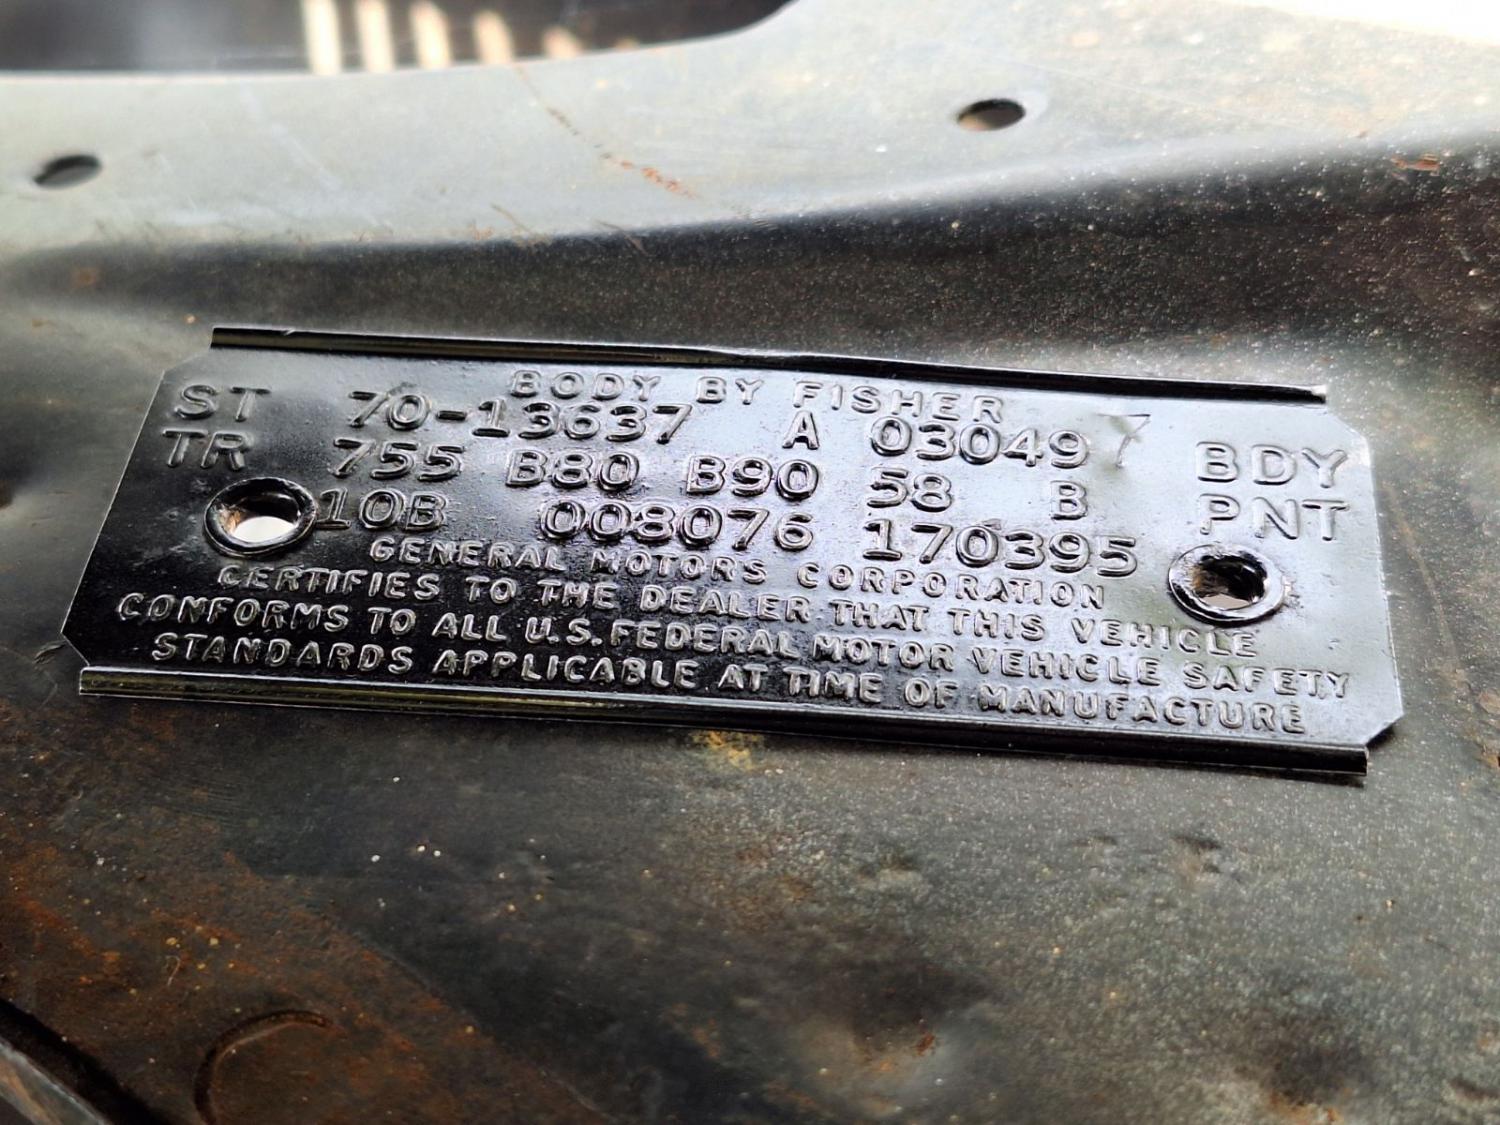 BODY BY FISHER
ST 70-13637 A 030497 BDY
TR 755 B80 B90 58 B PNT
10B 008076 170395
GENERAL MOTORS CORPORATION
CERTIFIES TO THE DEALER THAT THIS VEHICLE
CONFORMS TO ALL U.S. FEDERAL MOTOR VEHICLE SAFETY
STANDARDS APPLICABLE AT TIME OF MANUFACTURE